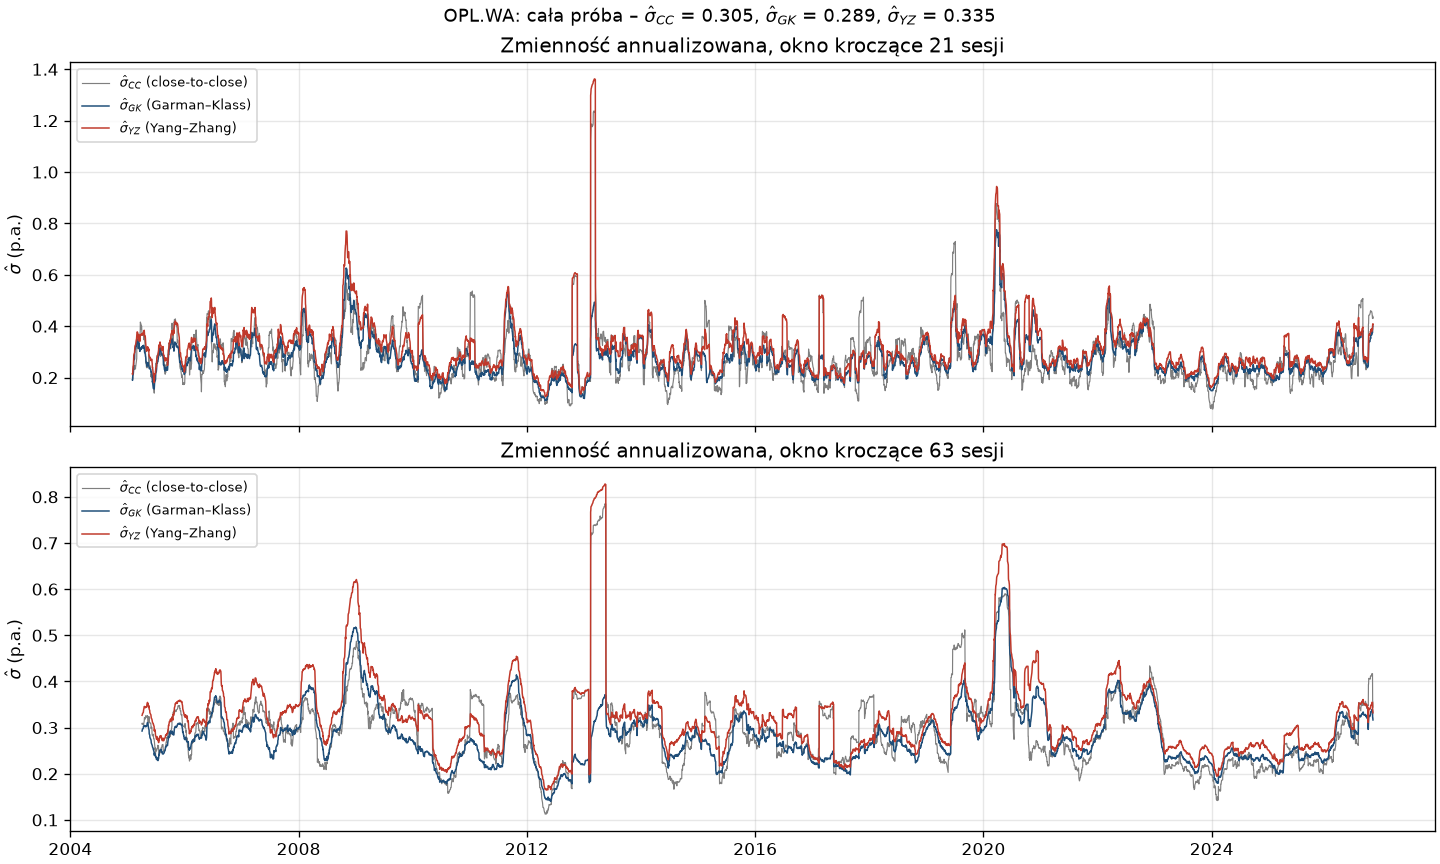 OPL.WA: cała próba – σ̂CC = 0.305, σ̂GK = 0.289, σ̂YZ = 0.335
Zmienność annualizowana, okno kroczące 21 sesji
σ̂CC (close-to-close)
σ̂GK (Garman–Klass)
σ̂YZ (Yang–Zhang)
σ̂ (p.a.)
1.4
1.2
1.0
0.8
0.6
0.4
0.2
Zmienność annualizowana, okno kroczące 63 sesji
σ̂CC (close-to-close)
σ̂GK (Garman–Klass)
σ̂YZ (Yang–Zhang)
σ̂ (p.a.)
0.8
0.7
0.6
0.5
0.4
0.3
0.2
0.1
2004 2008 2012 2016 2020 2024